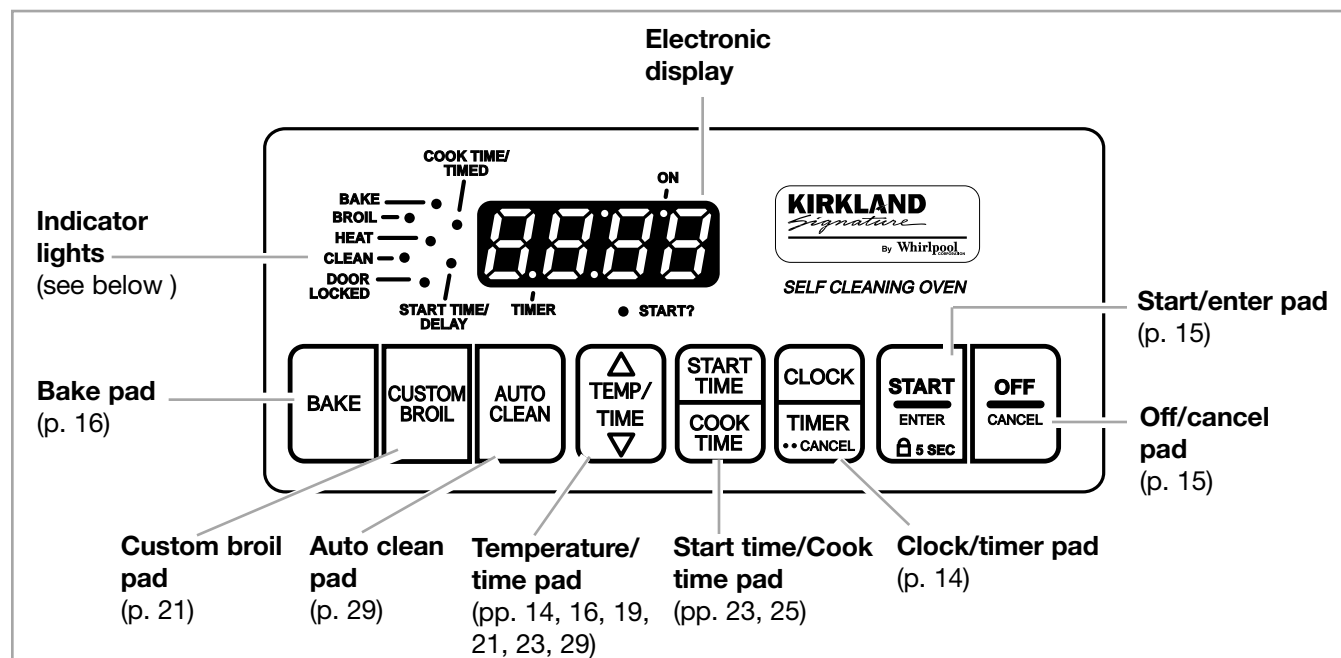 Electronic
display
COOK TIME/
TIMED
ON
BAKE
BROIL
HEAT
CLEAN
DOOR
LOCKED
START TIME/
DELAY
TIMER
START?
8888
KIRKLAND
Signature
By Whirlpool
CORPORATION
SELF CLEANING OVEN
Indicator
lights
(see below )
Start/enter pad
(p. 15)
Bake pad
(p. 16)
BAKE
CUSTOM
BROIL
AUTO
CLEAN
TEMP/
TIME
START
TIME
COOK
TIME
CLOCK
TIMER
•• CANCEL
START
ENTER
5 SEC
OFF
CANCEL
Off/cancel
pad
(p. 15)
Custom broil
pad
(p. 21)
Auto clean
pad
(p. 29)
Temperature/
time pad
(pp. 14, 16, 19,
21, 23, 29)
Start time/Cook
time pad
(pp. 23, 25)
Clock/timer pad
(p. 14)